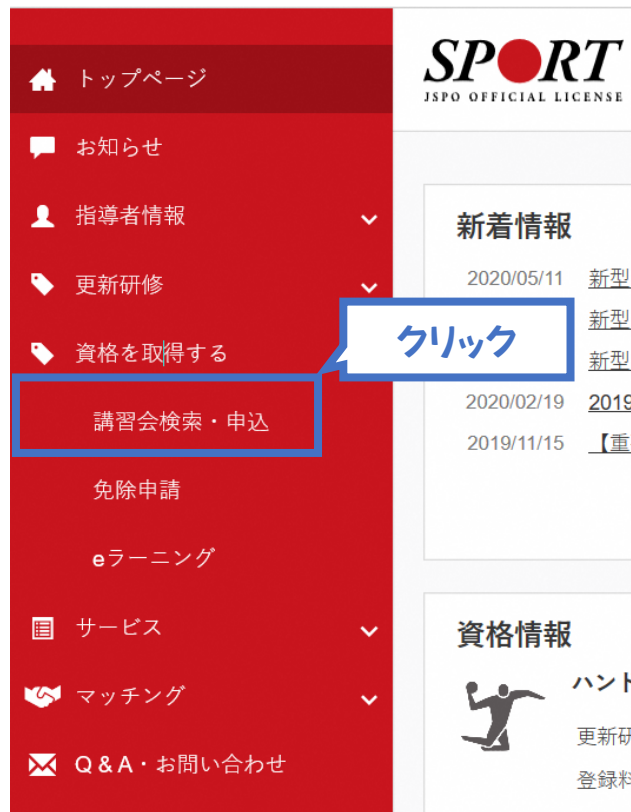 トップページ
お知らせ
指導者情報
更新研修
資格を取得する
講習会検索・申込
免除申請
eラーニング
サービス
マッチング
Q&A・お問い合わせ
クリック
SPORT
JSPO OFFICIAL LICENSE
新着情報
2020/05/11 新型
新型
新型
2020/02/19 2019
2019/11/15 【重
資格情報
ハンド
更新研
登録料